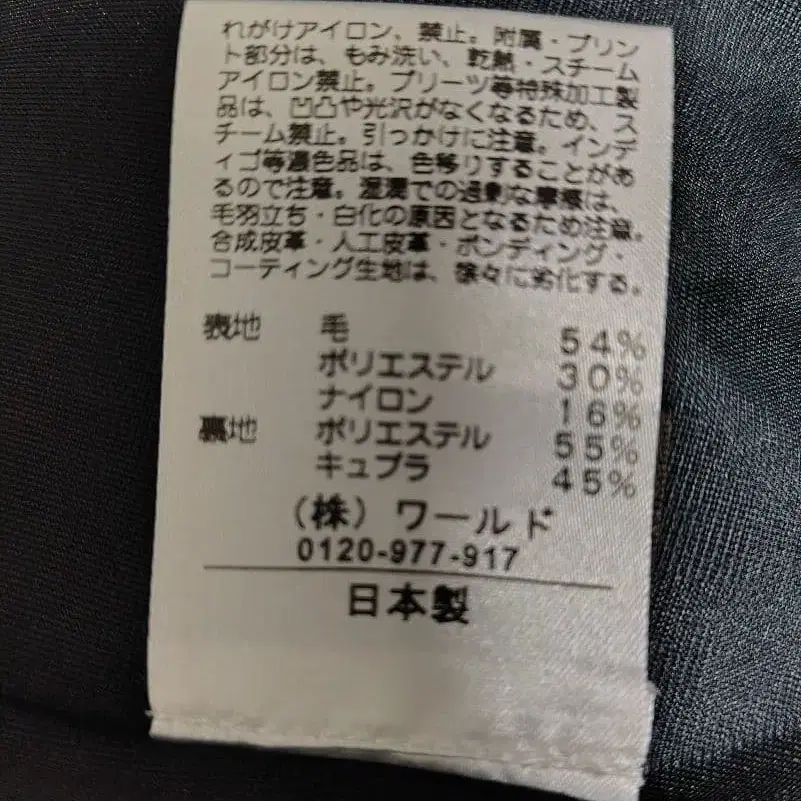 れがけアイロン、禁止。附属・プリン
ト部分は、もみ洗い、乾熱・スチーム
アイロン禁止。プリーツ等特殊加工製
品は、凹凸や光沢がなくなるため、ス
チーム禁止。引っかけに注意。インデ
ィゴ等濃色品は、色移りすることがあ
るので注意。湿潤での過剰な摩擦は、
毛羽立ち・白化の原因となるため注意。
合成皮革・人工皮革・ボンディング・
コーティング生地は、徐々に劣化する。
表地 毛 54%
ポリエステル 30%
ナイロン 16%
裏地 ポリエステル 55%
キュプラ 45%
(株)ワールド
0120-977-917
日本製